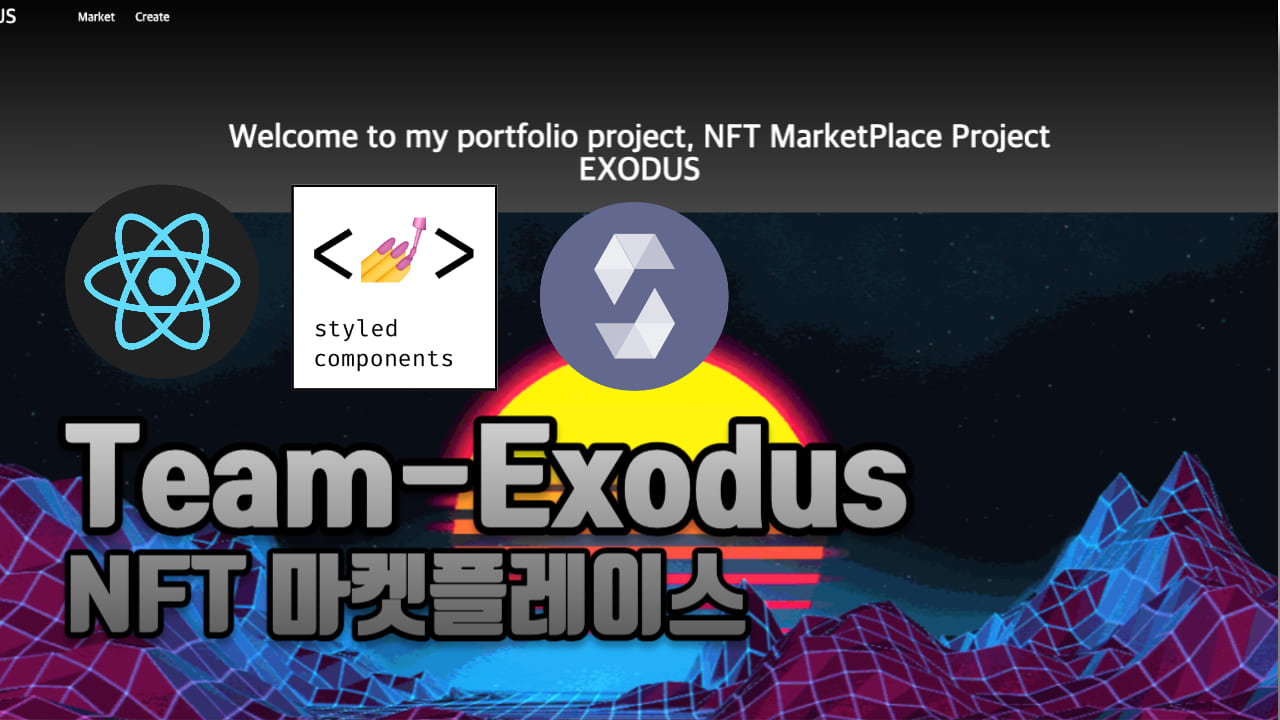 US Market Create
Welcome to my portfolio project, NFT MarketPlace Project
EXODUS
styled
components
Team-Exodus
NFT 마켓플레이스